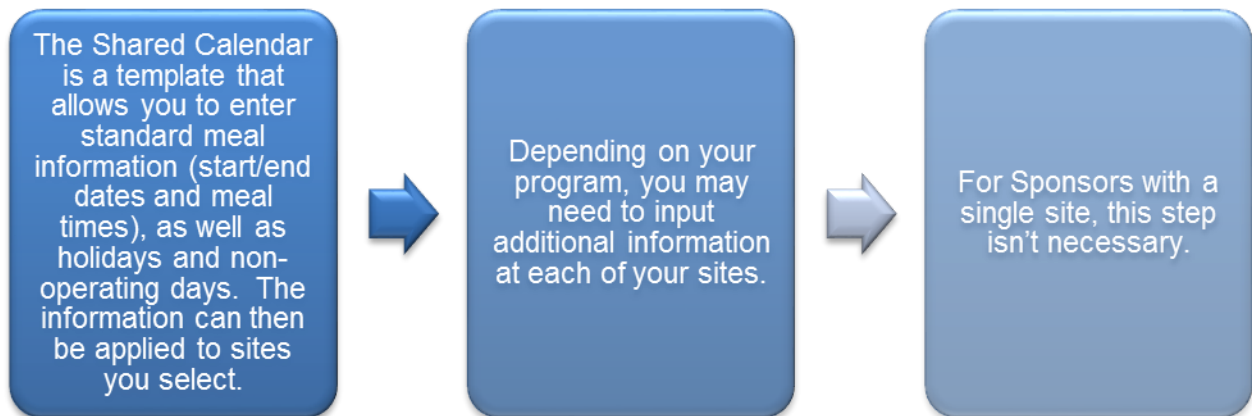 The Shared Calendar
is a template that
allows you to enter
standard meal
information (start/end
dates and meal
times), as well as
holidays and non-
operating days.  The
information can then
be applied to sites
you select.
Depending on your
program, you may
need to input
additional information
at each of your sites.
For Sponsors with a
single site, this step
isn’t necessary.